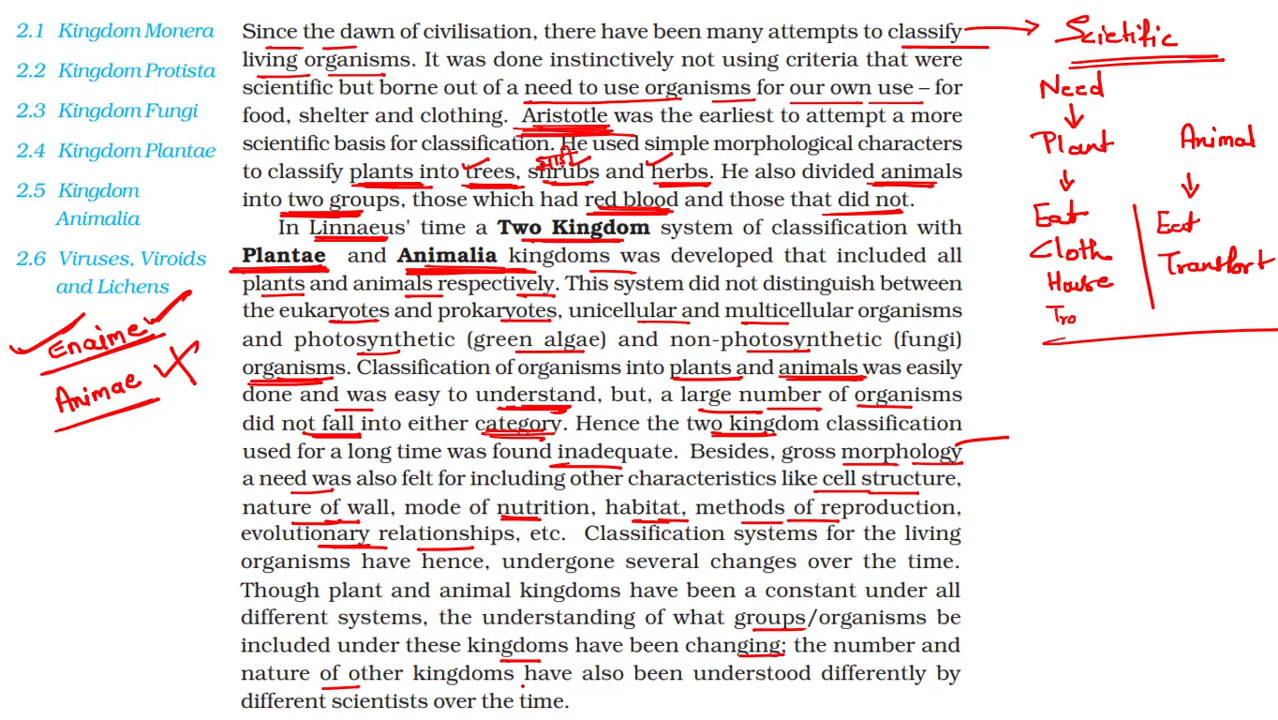 2.1 Kingdom Monera
2.2 Kingdom Protista
2.3 Kingdom Fungi
2.4 Kingdom Plantae
2.5 Kingdom
Animalia
2.6 Viruses, Viroids
and Lichens
Enaime
Animae
Since the dawn of civilisation, there have been many attempts to classify
living organisms. It was done instinctively not using criteria that were
scientific but borne out of a need to use organisms for our own use – for
food, shelter and clothing. Aristotle was the earliest to attempt a more
scientific basis for classification. He used simple morphological characters
to classify plants into trees, shrubs and herbs. He also divided animals
into two groups, those which had red blood and those that did not.
In Linnaeus' time a Two Kingdom system of classification with
Plantae and Animalia kingdoms was developed that included all
plants and animals respectively. This system did not distinguish between
the eukaryotes and prokaryotes, unicellular and multicellular organisms
and photosynthetic (green algae) and non-photosynthetic (fungi)
organisms. Classification of organisms into plants and animals was easily
done and was easy to understand, but, a large number of organisms
did not fall into either category. Hence the two kingdom classification
used for a long time was found inadequate. Besides, gross morphology
a need was also felt for including other characteristics like cell structure,
nature of wall, mode of nutrition, habitat, methods of reproduction,
evolutionary relationships, etc. Classification systems for the living
organisms have hence, undergone several changes over the time.
Though plant and animal kingdoms have been a constant under all
different systems, the understanding of what groups/organisms be
included under these kingdoms have been changing; the number and
nature of other kingdoms have also been understood differently by
different scientists over the time.
Scietific
Need
Plant Animal
Eat Eat
Cloth Transport
House
Tro